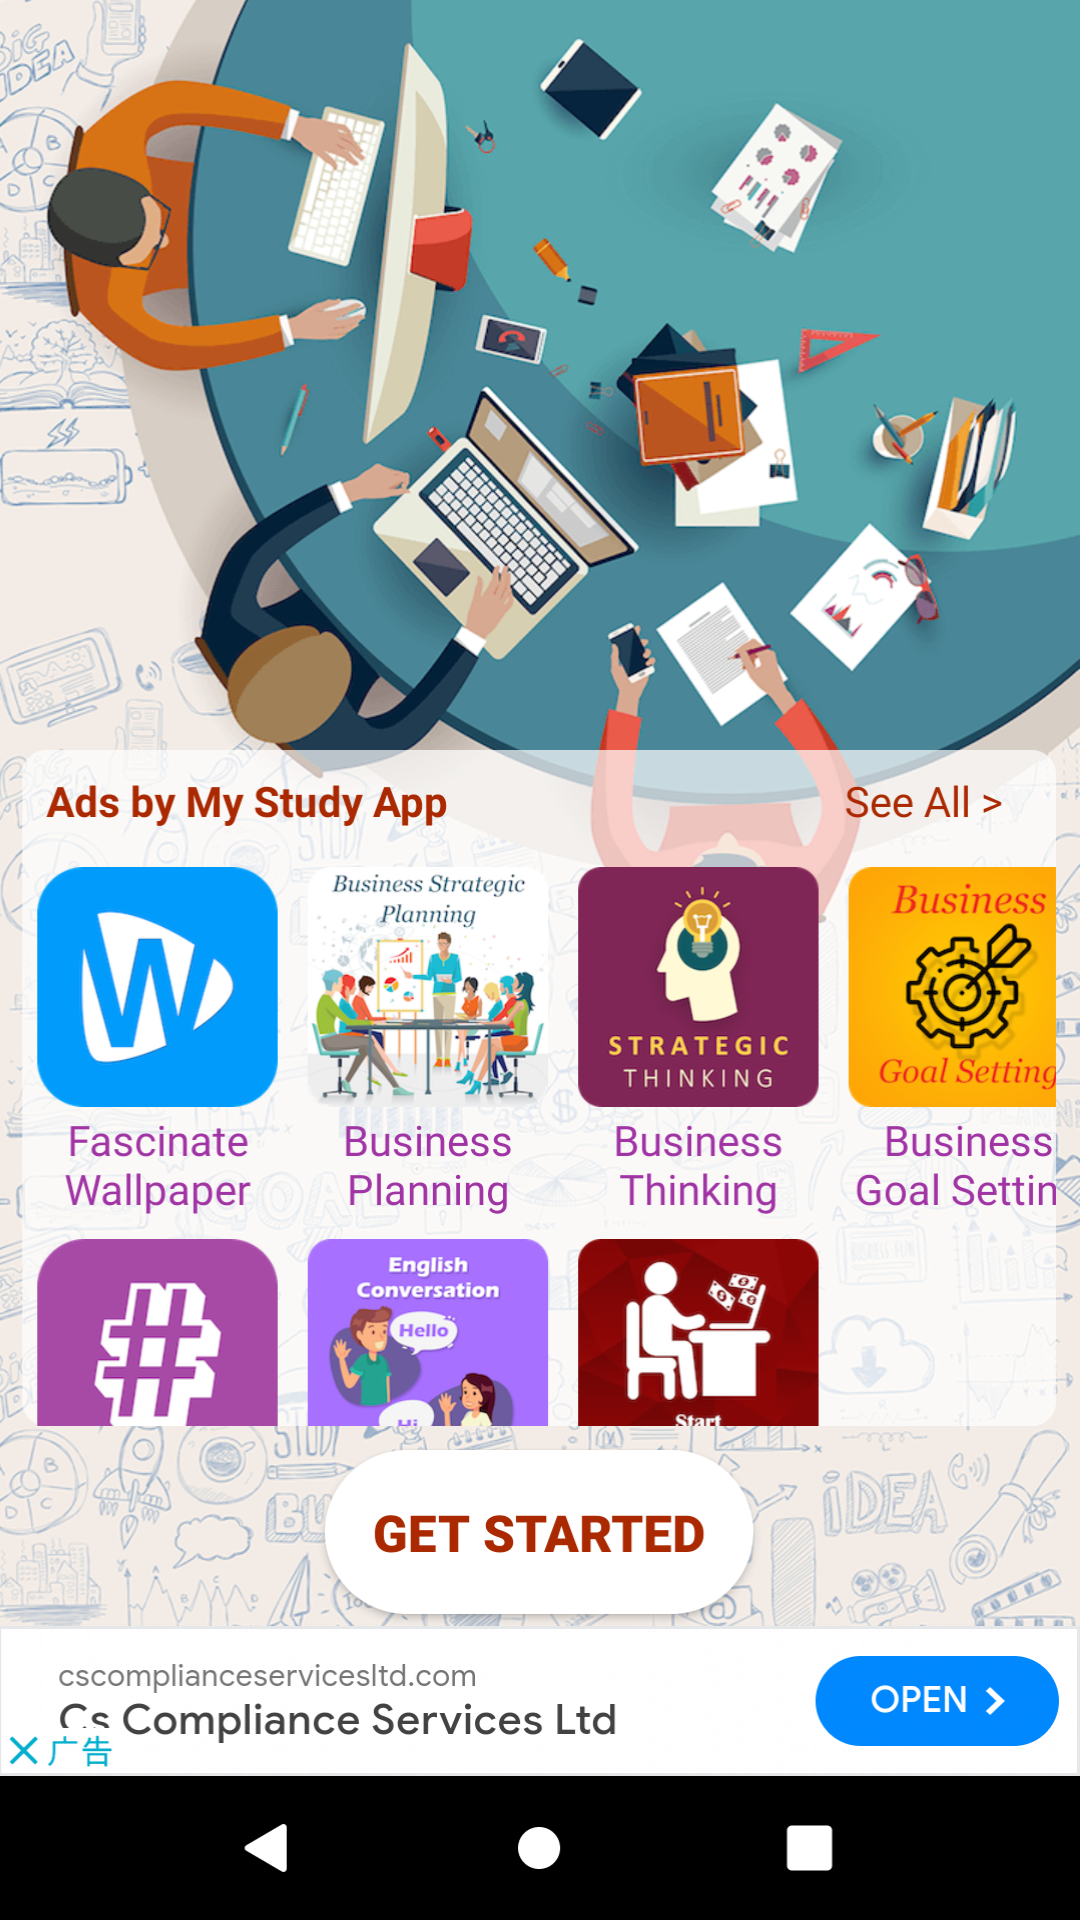 BIG
IDEA
Ads by My Study App
See All >
Business Strategic
Planning
STRATEGIC
THINKING
Business
Goal Setting
W
Fascinate
Wallpaper
Business
Planning
Business
Thinking
Business
Goal Settin
#
English
Conversation
Hello
Hi
Start
IDEA
GET STARTED
cscomplianceservicesltd.com
Cs Compliance Services Ltd
OPEN
广告